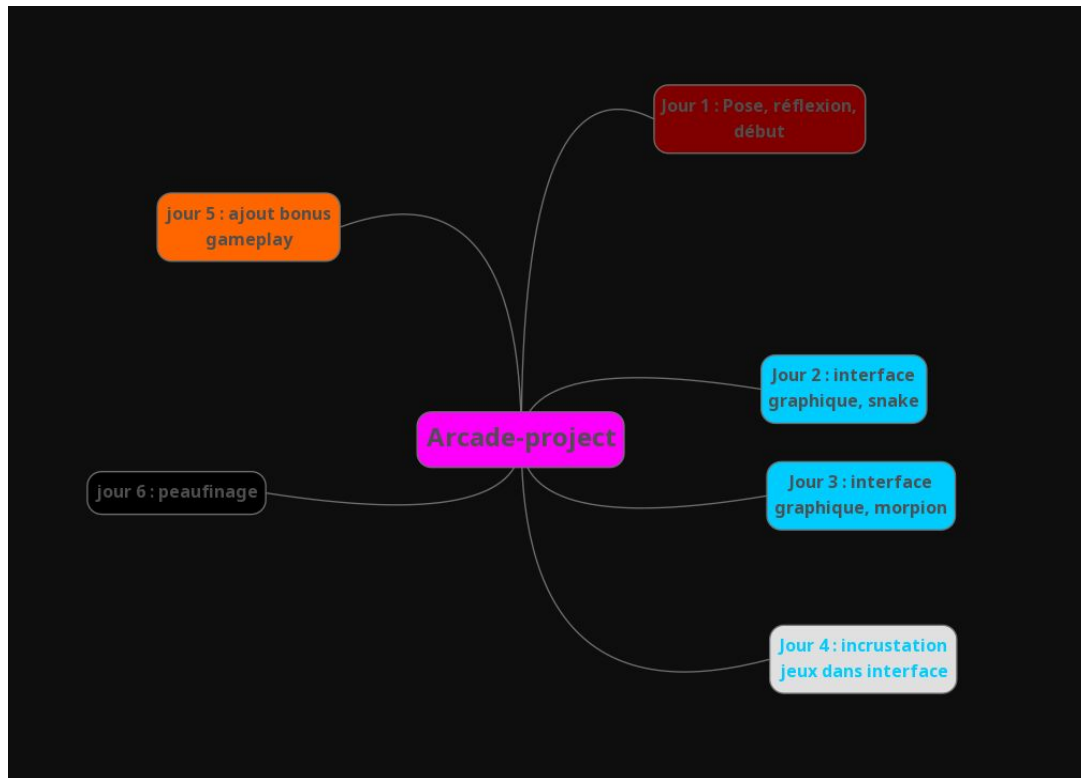 Jour 1 : Pose, réflexion,
début
jour 5 : ajout bonus
gameplay
Jour 2 : interface
graphique, snake
Arcade-project
Jour 3 : interface
graphique, morpion
jour 6 : peaufinage
Jour 4 : incrustation
jeux dans interface